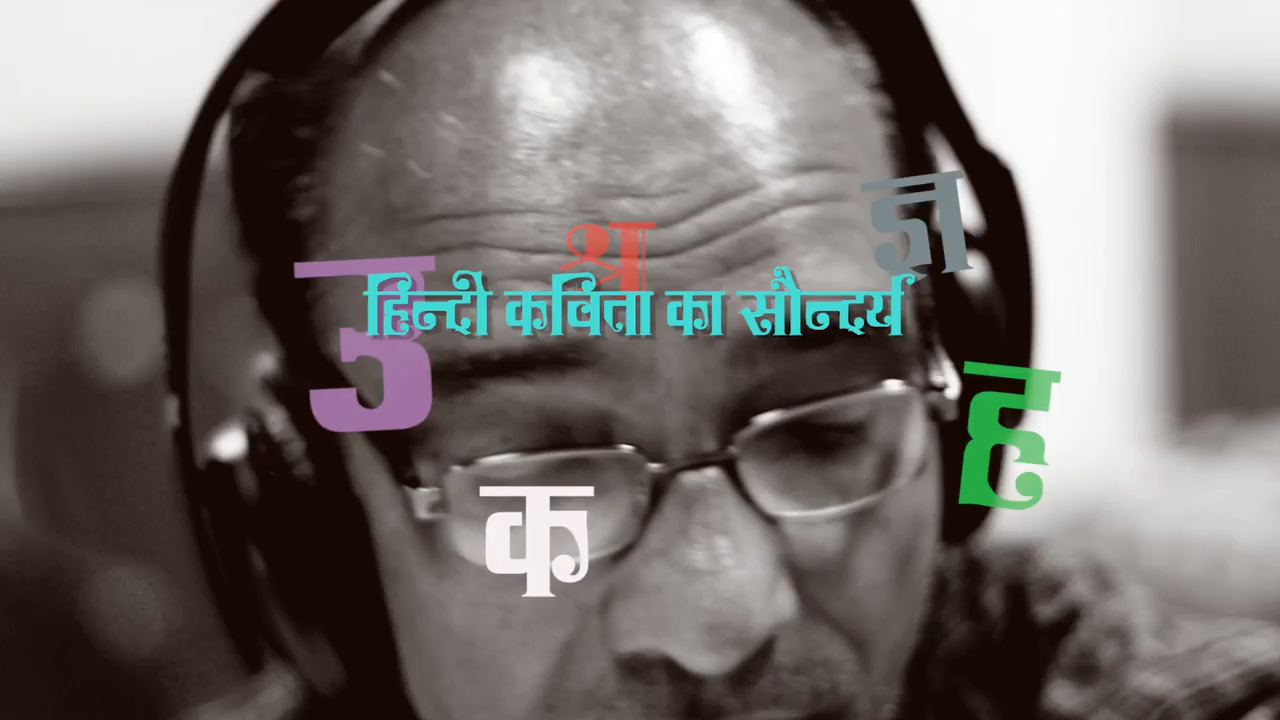 ज्ञ
श्र
उ
हिन्दी कविता का सौन्दर्य
ह
क